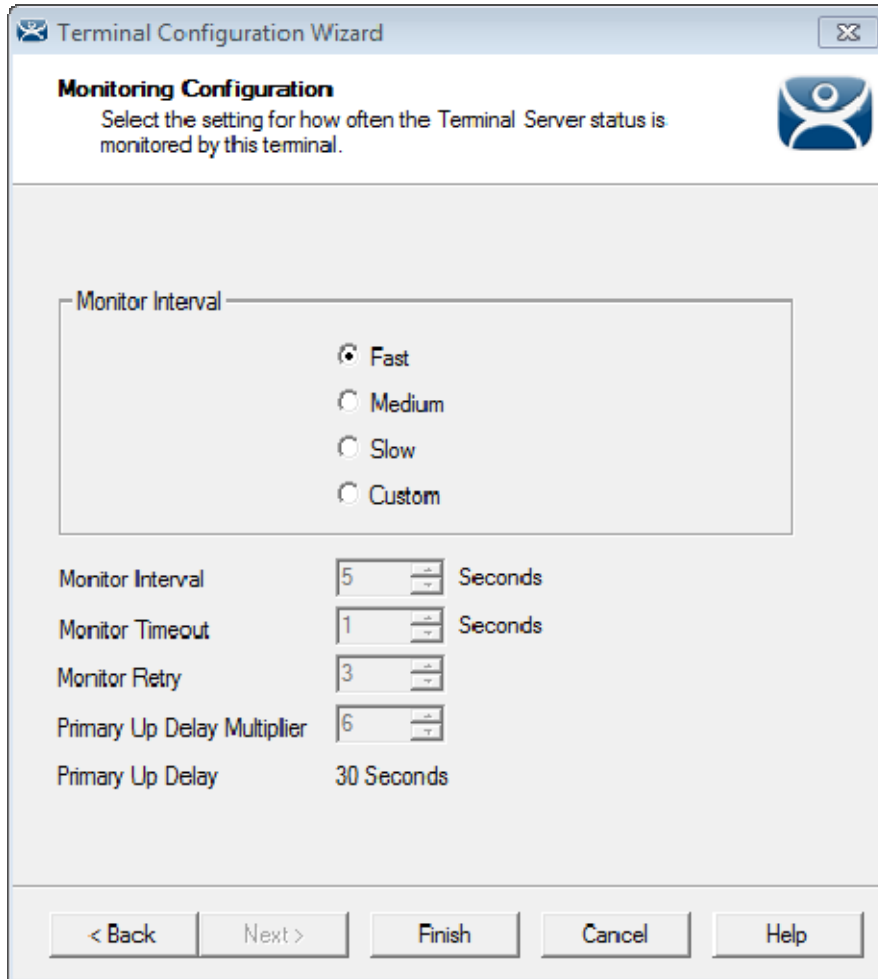 Terminal Configuration Wizard
Monitoring Configuration
Select the setting for how often the Terminal Server status is
monitored by this terminal.
Monitor Interval
Fast
Medium
Slow
Custom
Monitor Interval 5 Seconds
Monitor Timeout 1 Seconds
Monitor Retry 3
Primary Up Delay Multiplier 6
Primary Up Delay 30 Seconds
< Back Next > Finish Cancel Help